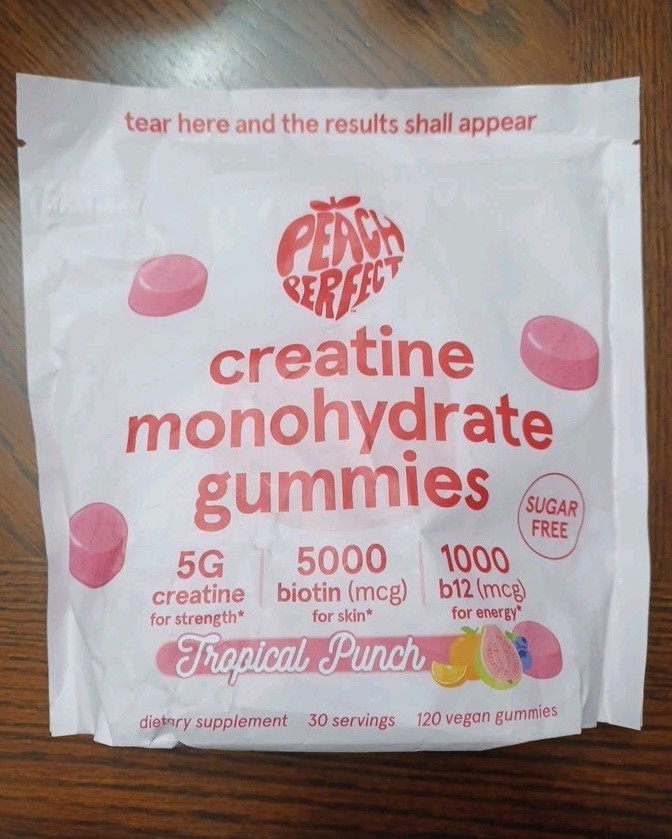 tear here and the results shall appear
PEACH
PERFECT™
creatine
monohydrate
gummies
SUGAR
FREE
5G
creatine
for strength*
5000
biotin (mcg)
for skin*
1000
b12 (mcg)
for energy*
Tropical Punch
dietary supplement 30 servings 120 vegan gummies